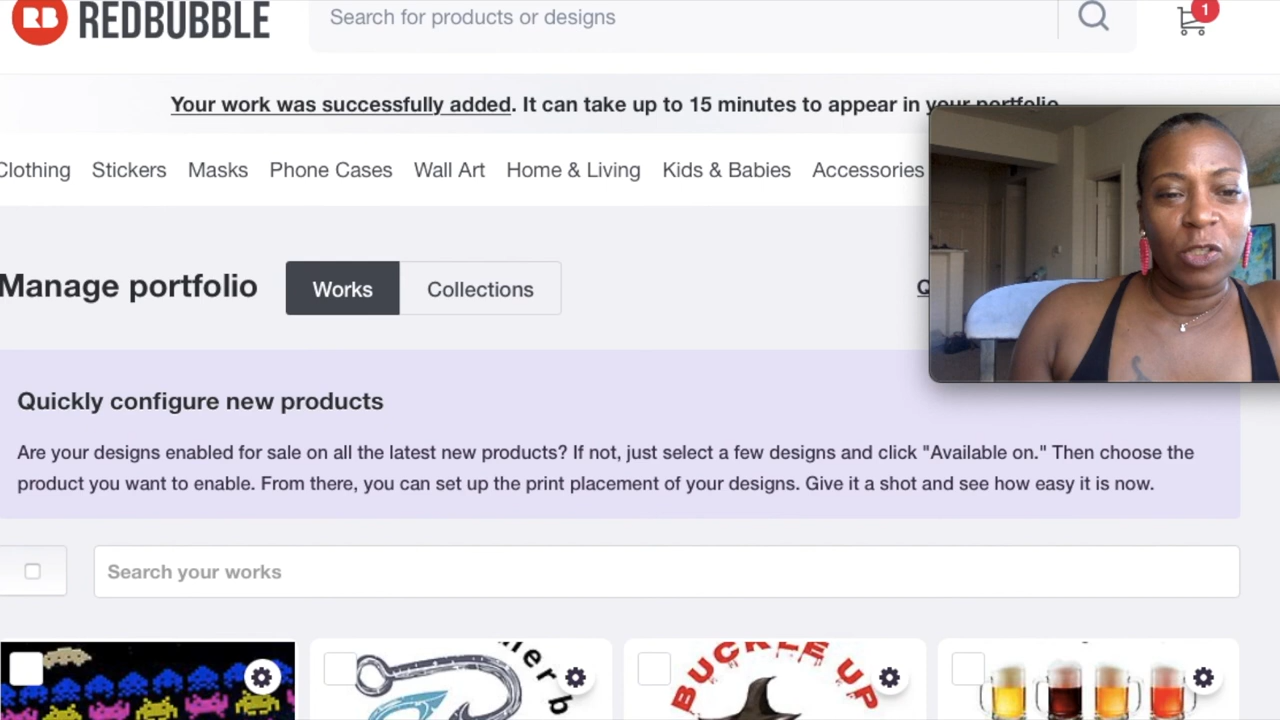 RB REDBUBBLE
Search for products or designs
1
Your work was successfully added. It can take up to 15 minutes to appear in your portfolio
Clothing Stickers Masks Phone Cases Wall Art Home & Living Kids & Babies Accessories
Manage portfolio Works Collections Q
Quickly configure new products
Are your designs enabled for sale on all the latest new products? If not, just select a few designs and click "Available on." Then choose the
product you want to enable. From there, you can set up the print placement of your designs. Give it a shot and see how easy it is now.
Search your works
BUCKLE UP